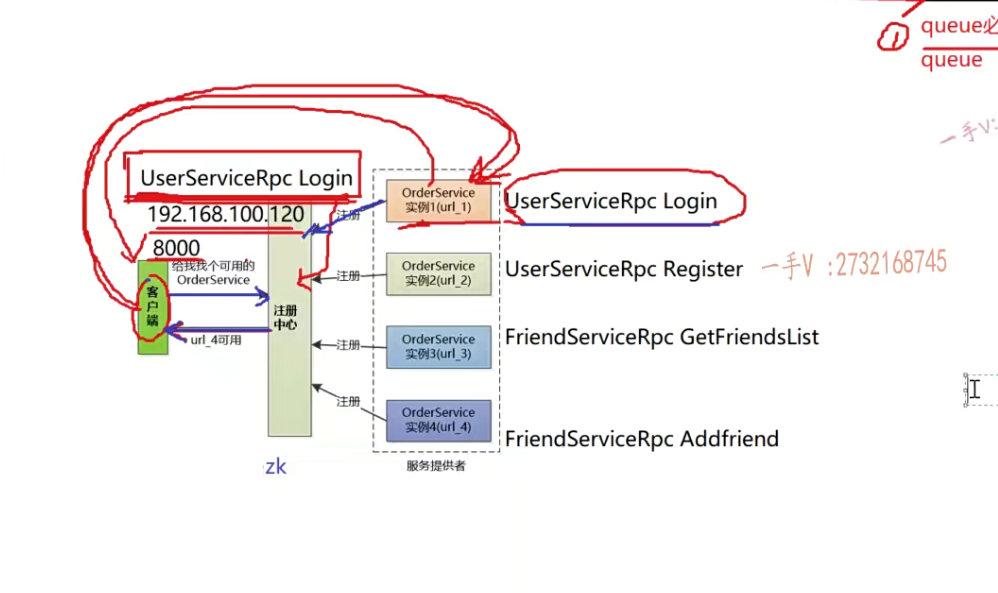 queue必
queue
一手V:
UserServiceRpc Login
192.168.100.120
8000
给我找个可用的
OrderService
客户端
注册中心
url_4可用
zk
注册
注册
注册
注册
OrderService
实例1(url_1)
OrderService
实例2(url_2)
OrderService
实例3(url_3)
OrderService
实例4(url_4)
服务提供者
UserServiceRpc Login
UserServiceRpc Register
一手V :2732168745
FriendServiceRpc GetFriendsList
FriendServiceRpc Addfriend